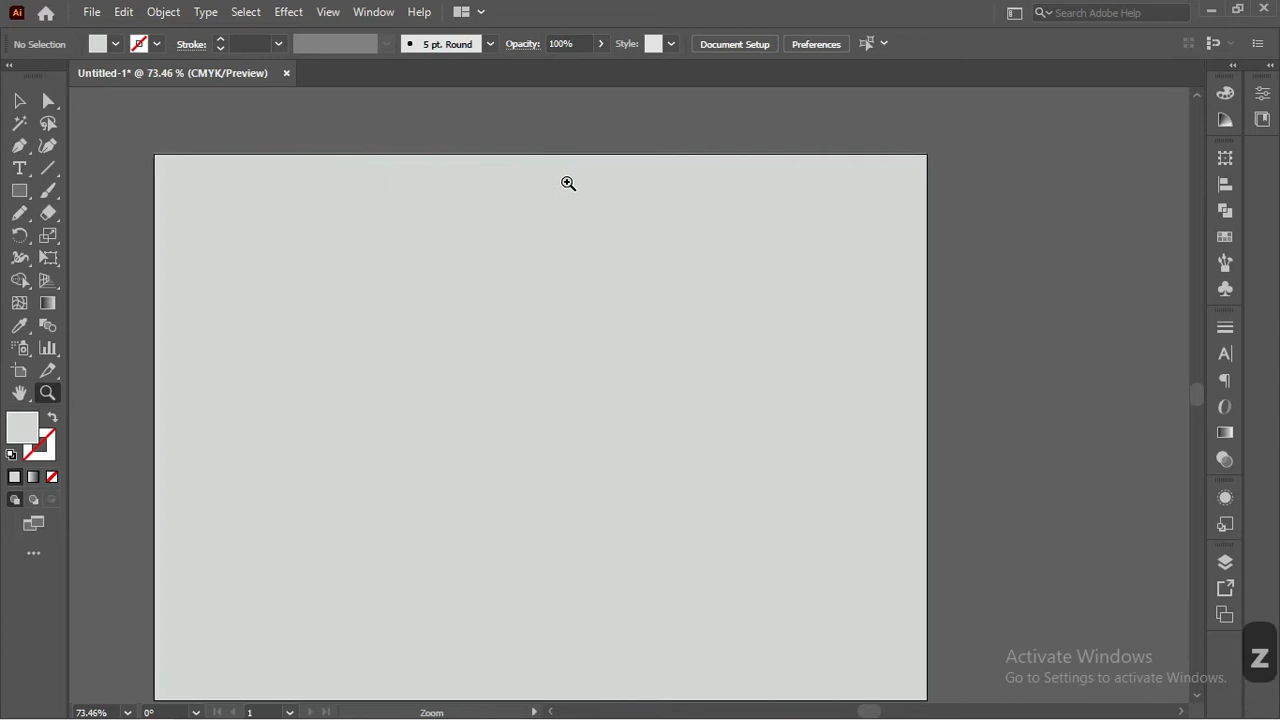 Ai File Edit Object Type Select Effect View Window Help Search Adobe Help
No Selection Stroke: 5 pt. Round Opacity: 100% Style: Document Setup Preferences
Untitled-1* @ 73.46 % (CMYK/Preview)
Activate Windows
Go to Settings to activate Windows.
z
73.46% 0° 1 Zoom